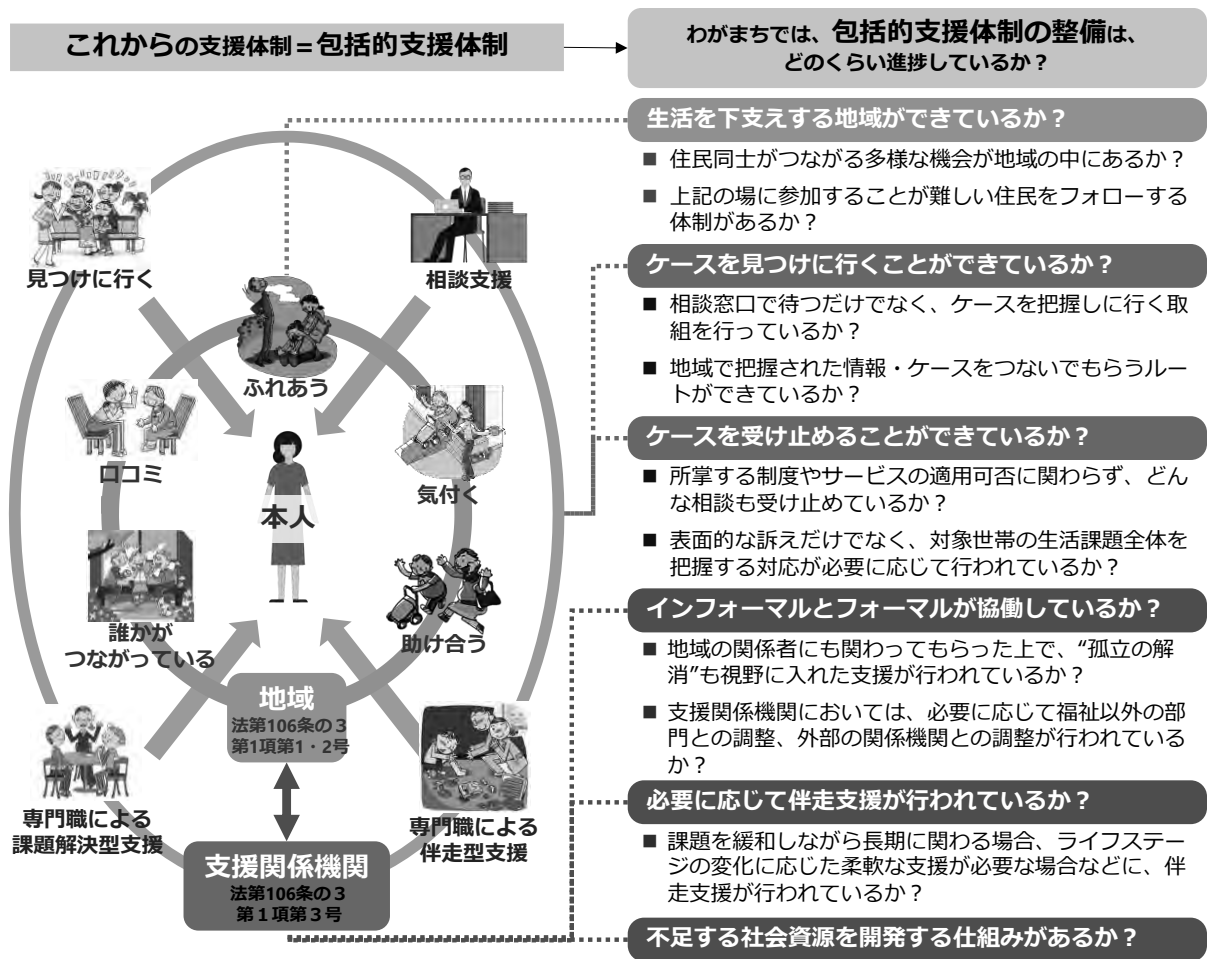 これからの支援体制＝包括的支援体制
わがまちでは、包括的支援体制の整備は、
どのくらい進捗しているか？
見つけに行く
相談支援
ふれあう
口コミ
気付く
本人
誰かが
つながっている
助け合う
地域
法第106条の３
第1項第1・2号
専門職による
課題解決型支援
専門職による
伴走型支援
支援関係機関
法第106条の３
第１項第３号
生活を下支えする地域ができているか？
■ 住民同士がつながる多様な機会が地域の中にあるか？
■ 上記の場に参加することが難しい住民をフォローする
体制があるか？
ケースを見つけに行くことができているか？
■ 相談窓口で待つだけでなく、ケースを把握しに行く取
組を行っているか？
■ 地域で把握された情報・ケースをつないでもらうルー
トができているか？
ケースを受け止めることができているか？
■ 所掌する制度やサービスの適用可否に関わらず、どん
な相談も受け止めているか？
■ 表面的な訴えだけでなく、対象世帯の生活課題全体を
把握する対応が必要に応じて行われているか？
インフォーマルとフォーマルが協働しているか？
■ 地域の関係者にも関わってもらった上で、“孤立の解
消”も視野に入れた支援が行われているか？
■ 支援関係機関においては、必要に応じて福祉以外の部
門との調整、外部の関係機関との調整が行われている
か？
必要に応じて伴走支援が行われているか？
■ 課題を緩和しながら長期に関わる場合、ライフステー
ジの変化に応じた柔軟な支援が必要な場合などに、伴
走支援が行われているか？
不足する社会資源を開発する仕組みがあるか？